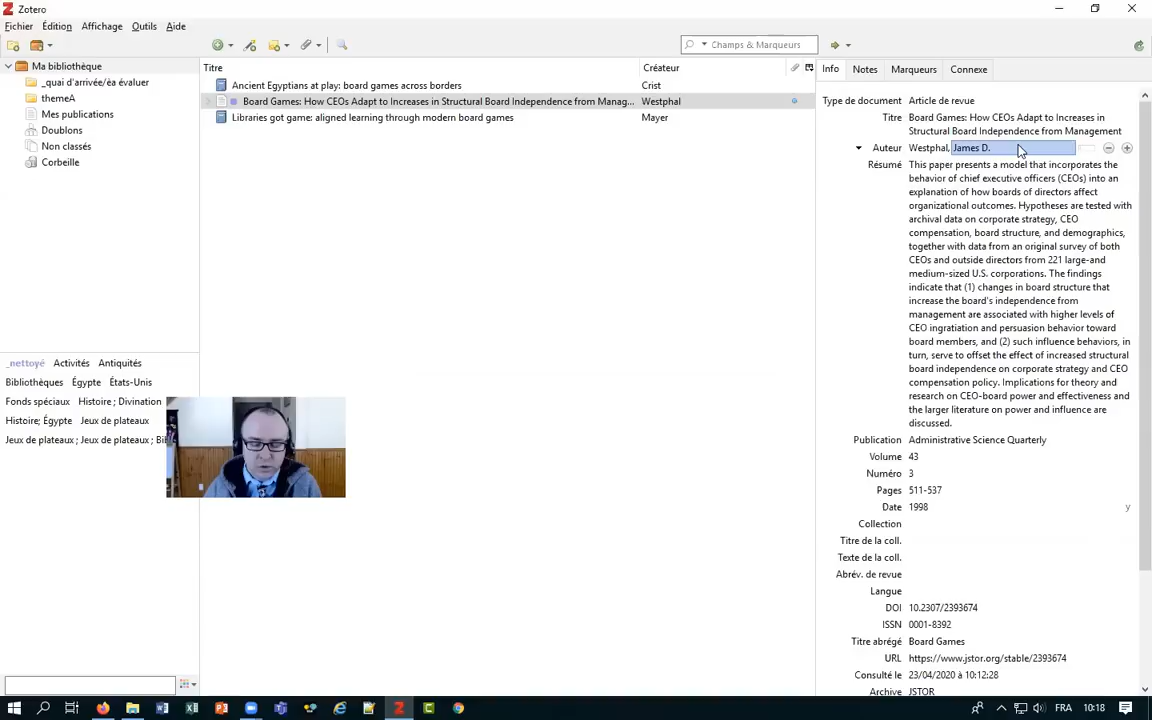 Zotero
Fichier Édition Affichage Outils Aide
Champs & Marqueurs
Ma bibliothèque
_quai d'arrivée/èa évaluer
themeA
Mes publications
Doublons
Non classés
Corbeille
Titre Créateur
Ancient Egyptians at play: board games across borders Crist
Board Games: How CEOs Adapt to Increases in Structural Board Independence from Manag... Westphal
Libraries got game: aligned learning through modern board games Mayer
_nettoyé Activités Antiquités
Bibliothèques Égypte États-Unis
Fonds spéciaux Histoire ; Divination
Histoire; Égypte Jeux de plateaux
Jeux de plateaux ; Jeux de plateaux ; Bi
Info Notes Marqueurs Connexe
Type de document Article de revue
Titre Board Games: How CEOs Adapt to Increases in
Structural Board Independence from Management
Auteur Westphal, James D.
Résumé This paper presents a model that incorporates the
behavior of chief executive officers (CEOs) into an
explanation of how boards of directors affect
organizational outcomes. Hypotheses are tested with
archival data on corporate strategy, CEO
compensation, board structure, and demographics,
together with data from an original survey of both
CEOs and outside directors from 221 large-and
medium-sized U.S. corporations. The findings
indicate that (1) changes in board structure that
increase the board's independence from
management are associated with higher levels of
CEO ingratiation and persuasion behavior toward
board members, and (2) such influence behaviors, in
turn, serve to offset the effect of increased structural
board independence on corporate strategy and CEO
compensation policy. Implications for theory and
research on CEO-board power and effectiveness and
the larger literature on power and influence are
discussed.
Publication Administrative Science Quarterly
Volume 43
Numéro 3
Pages 511-537
Date 1998 y
Collection
Titre de la coll.
Texte de la coll.
Abrév. de revue
Langue
DOI 10.2307/2393674
ISSN 0001-8392
Titre abrégé Board Games
URL https://www.jstor.org/stable/2393674
Consulté le 23/04/2020 à 10:12:28
Archive JSTOR
FRA 10:18